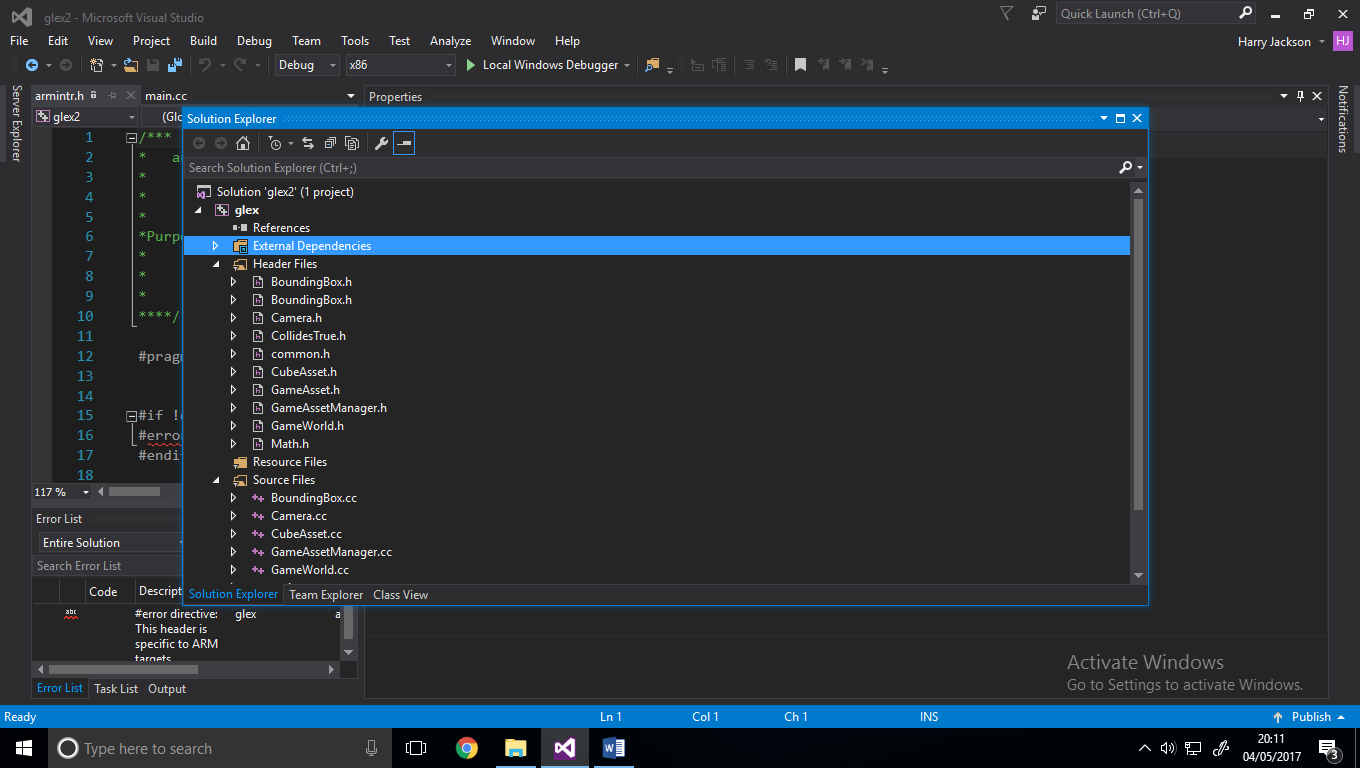 glex2 - Microsoft Visual Studio
Quick Launch (Ctrl+Q)
File Edit View Project Build Debug Team Tools Test Analyze Window Help
Harry Jackson HJ
Debug x86 Local Windows Debugger
Server Explorer
armintr.h main.cc
glex2
1 /***
2 *
3 *
4 *
5 *
6 *Purp
7 *
8 *
9 *
10 ****/
11
12 #prag
13
14
15 #if !
16 #erro
17 #endi
18
117 %
Properties
Notifications
Solution Explorer
Search Solution Explorer (Ctrl+;)
Solution 'glex2' (1 project)
glex
References
External Dependencies
Header Files
BoundingBox.h
BoundingBox.h
Camera.h
CollidesTrue.h
common.h
CubeAsset.h
GameAsset.h
GameAssetManager.h
GameWorld.h
Math.h
Resource Files
Source Files
BoundingBox.cc
Camera.cc
CubeAsset.cc
GameAssetManager.cc
GameWorld.cc
Solution Explorer Team Explorer Class View
Error List
Entire Solution
Search Error List
Code Descript
abc #error directive: glex a
This header is
specific to ARM
targets
Error List Task List Output
Activate Windows
Go to Settings to activate Windows.
Ready Ln 1 Col 1 Ch 1 INS Publish
Type here to search
20:11
04/05/2017
3